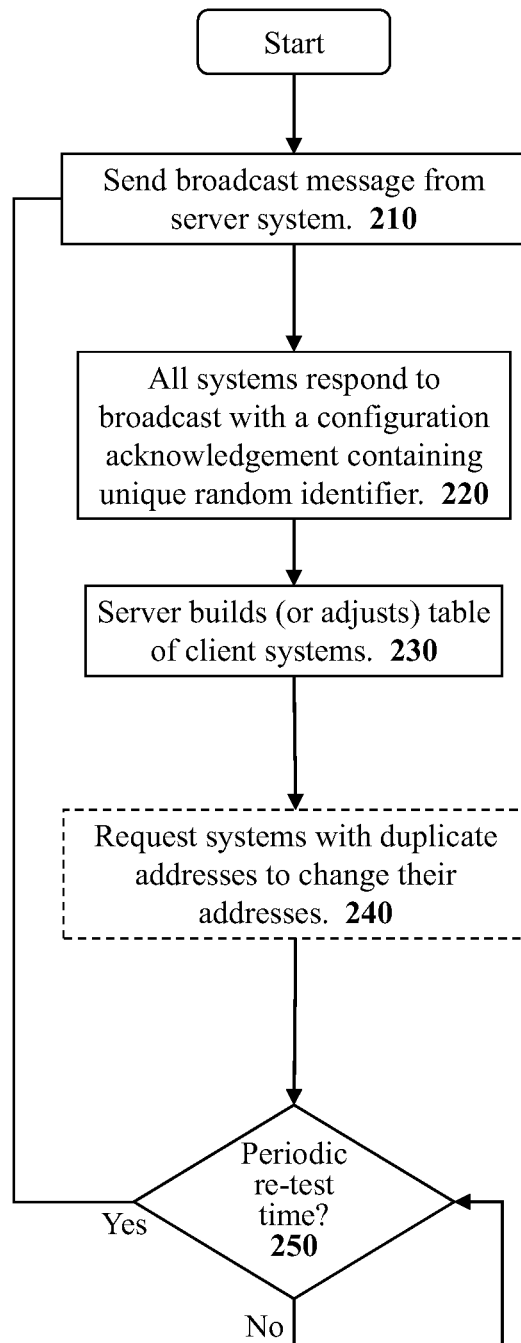 Start
Send broadcast message from
server system. 210
All systems respond to
broadcast with a configuration
acknowledgement containing
unique random identifier. 220
Server builds (or adjusts) table
of client systems. 230
Request systems with duplicate
addresses to change their
addresses. 240
Periodic
re-test
time?
250
Yes
No